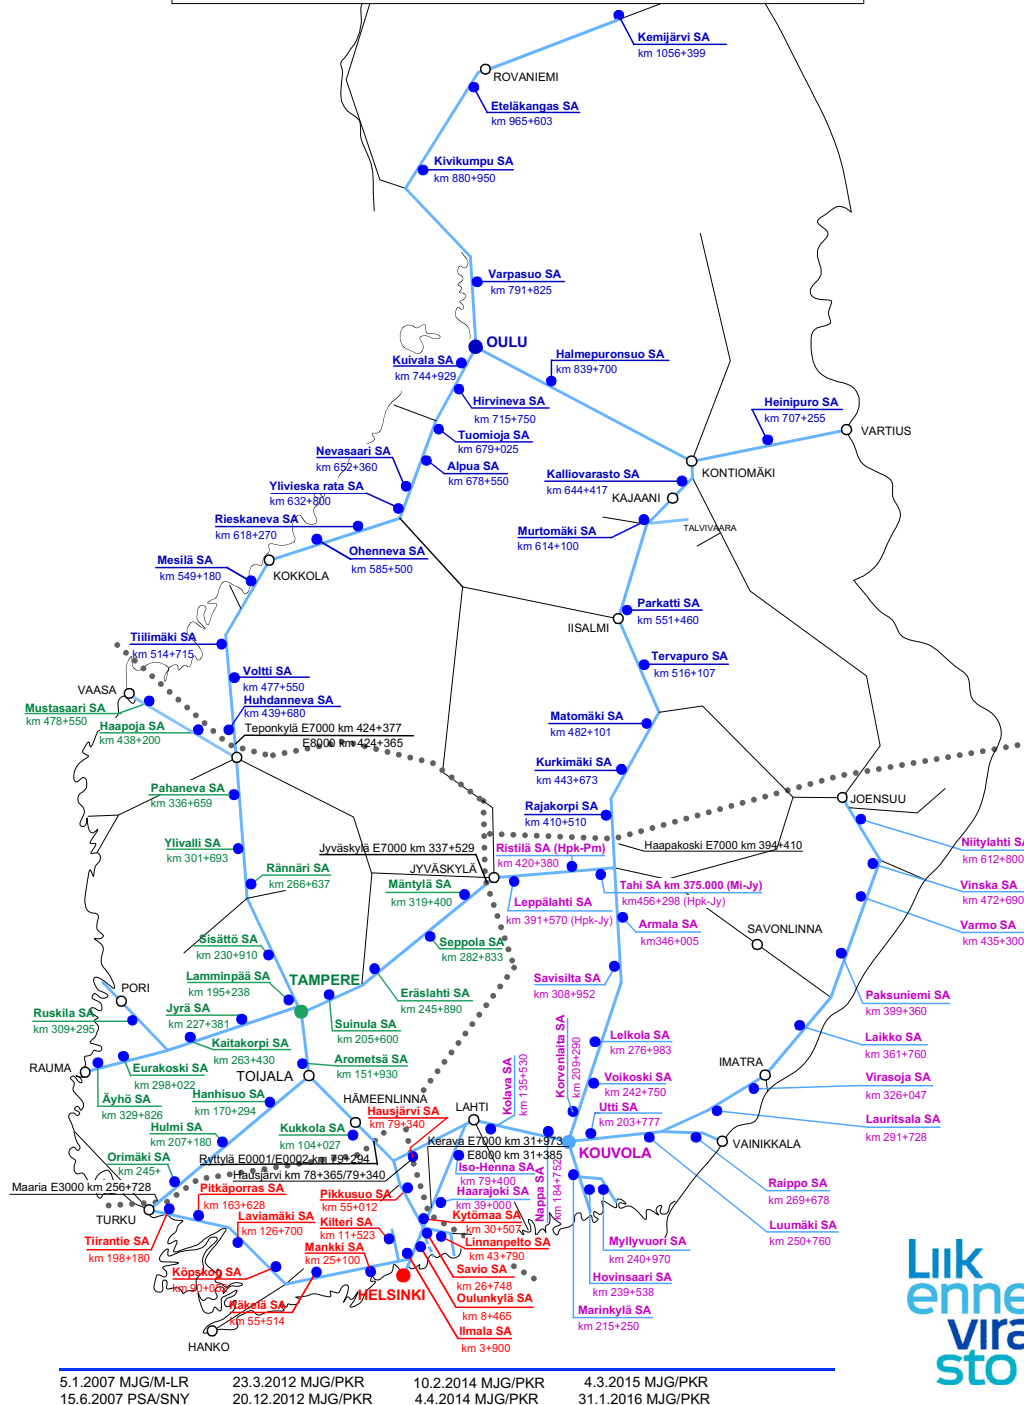 Kemijärvi SA
km 1056+399
ROVANIEMI
Eteläkangas SA
km 965+603
Kivikumpu SA
km 880+950
Varpasuo SA
km 791+825
OULU
Kuivala SA
km 744+929
Halmepuronsuo SA
km 839+700
Hirvineva SA
km 715+750
Heinipuro SA
km 707+255
VARTIUS
Tuomioja SA
km 679+025
Nevasaari SA
km 652+360
Alpua SA
km 678+550
KONTIOMÄKI
Kalliovarasto SA
km 644+417
KAJAANI
Ylivieska rata SA
km 632+800
Rieskaneva SA
km 618+270
TALVIVAARA
Murtomäki SA
km 614+100
Ohenneva SA
km 585+500
Mesilä SA
km 549+180
KOKKOLA
Parkatti SA
km 551+460
IISALMI
Tiilimäki SA
km 514+715
Tervapuro SA
km 516+107
Voltti SA
km 477+550
VAASA
Mustasaari SA
km 478+550
Huhdanneva SA
km 439+680
Matomäki SA
km 482+101
Haapoja SA
km 438+200
Teponkylä E7000 km 424+377
E8000 km 424+365
Kurkimäki SA
km 443+673
Pahaneva SA
km 336+659
Rajakorpi SA
km 410+510
JOENSUU
Ylivalli SA
km 301+693
Jyväskylä E7000 km 337+529
Ristilä SA (Hpk-Pm)
km 420+380
Haapakoski E7000 km 394+410
Niitylahti SA
km 612+800
Rännäri SA
km 266+637
JYVÄSKYLÄ
Mäntylä SA
km 319+400
Leppälahti SA
km 391+570 (Hpk-Jy)
Tahi SA km 375.000 (Mi-Jy)
km456+298 (Hpk-Jy)
Vinska SA
km 472+690
Armala SA
km346+005
Varmo SA
km 435+300
SAVONLINNA
Sisättö SA
km 230+910
Seppola SA
km 282+833
Lamminpää SA
km 195+238
TAMPERE
Eräslahti SA
km 245+890
Savisilta SA
km 308+952
PORI
Ruskila SA
km 309+295
Jyrä SA
km 227+381
Suinula SA
km 205+600
Paksuniemi SA
km 399+360
Kaitakorpi SA
km 263+430
Arometsä SA
km 151+930
Lelkola SA
km 276+983
Laikko SA
km 361+760
RAUMA
Eurakoski SA
km 298+022
TOIJALA
Kolava SA
km 135+530
Korvenlaita SA
km 209+290
Voikoski SA
km 242+750
IMATRA
Virasoja SA
km 326+047
Äyhö SA
km 329+826
Hanhisuo SA
km 170+294
HÄMEENLINNA
Hausjärvi SA
km 79+340
LAHTI
Utti SA
km 203+777
Lauritsala SA
km 291+728
Hulmi SA
km 207+180
Kukkola SA
km 104+027
Kerava E7000 km 31+973
E8000 km 31+385
KOUVOLA
VAINIKKALA
Orimäki SA
km 245+
Ryttylä E0001/E0002 km 79+294
Hausjärvi km 78+365/79+340
Iso-Henna SA
km 79+400
Nappa SA
km 184+752
Raippo SA
km 269+678
Maaria E3000 km 256+728
Pitkäporras SA
km 163+628
Pikkusuo SA
km 55+012
Haarajoki SA
km 39+000
TURKU
Laviamäki SA
km 126+700
Kilteri SA
km 11+523
Kytömaa SA
km 30+507
Luumäki SA
km 250+760
Tiirantie SA
km 198+180
Mankki SA
km 25+100
Linnanpelto SA
km 43+790
Myllyvuori SA
km 240+970
Köpskog SA
Savio SA
km 26+748
Hovinsaari SA
km 239+538
HELSINKI
Oulunkylä SA
km 8+465
Käkelä SA
km 55+514
Marinkylä SA
km 215+250
HANKO
Ilmala SA
km 3+900
Liik
enne
vira
sto
5.1.2007 MJG/M-LR 23.3.2012 MJG/PKR 10.2.2014 MJG/PKR 4.3.2015 MJG/PKR
15.6.2007 PSA/SNY 20.12.2012 MJG/PKR 4.4.2014 MJG/PKR 31.1.2016 MJG/PKR